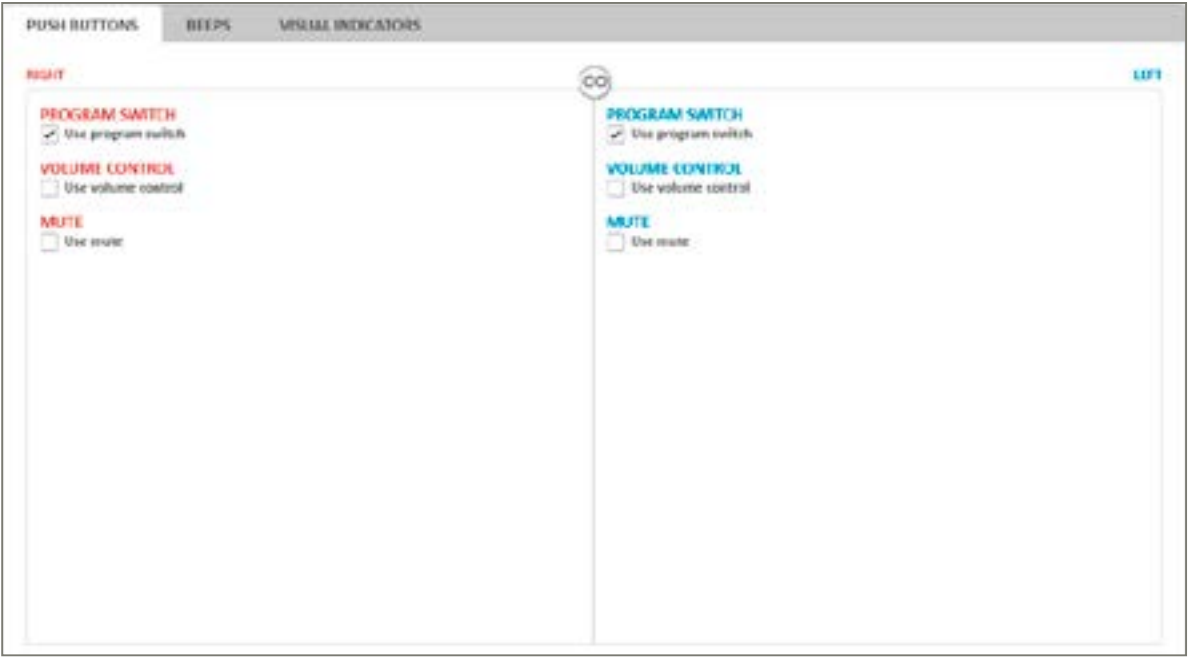 PUSH BUTTONS BEEPS VISUAL INDICATORS
RIGHT LEFT
PROGRAM SWITCH
Use program switch
VOLUME CONTROL
Use volume control
MUTE
Use mute
PROGRAM SWITCH
Use program switch
VOLUME CONTROL
Use volume control
MUTE
Use mute